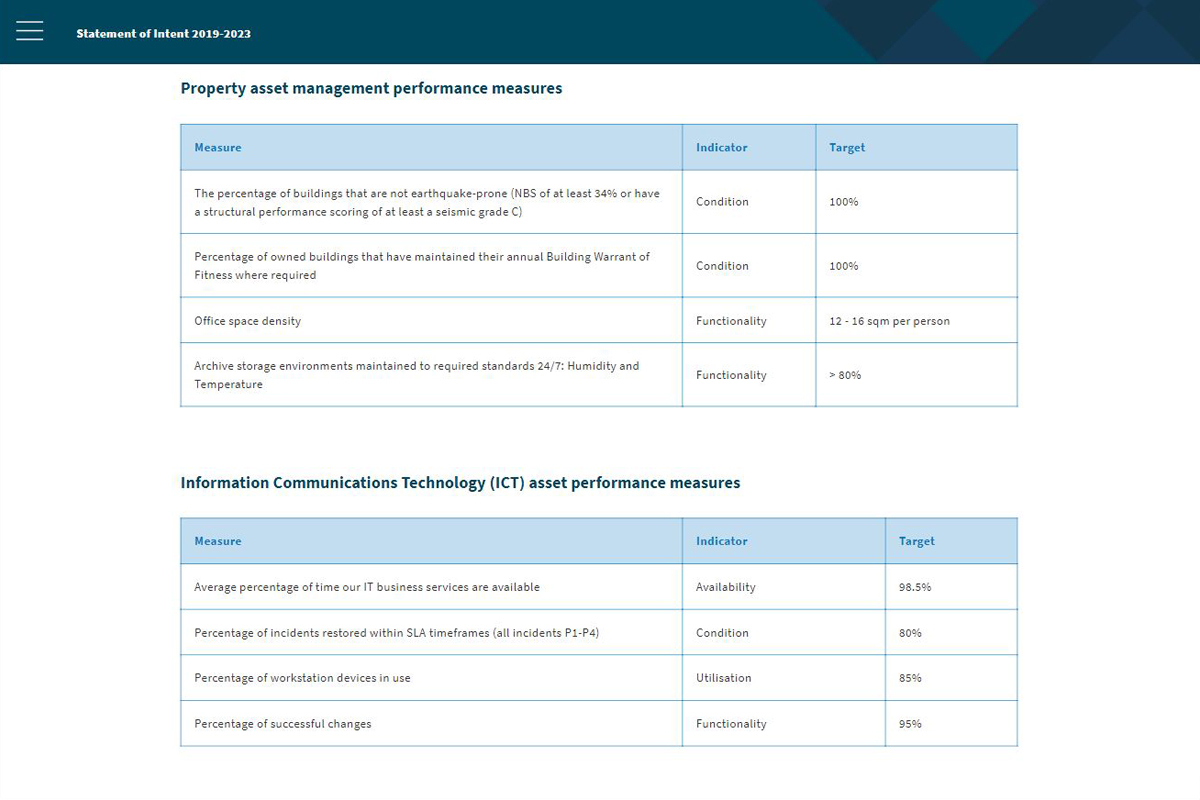 Statement of Intent 2019-2023
Property asset management performance measures
Measure Indicator Target
The percentage of buildings that are not earthquake-prone (NBS of at least 34% or have
a structural performance scoring of at least a seismic grade C)
Condition
100%
Percentage of owned buildings that have maintained their annual Building Warrant of
Fitness where required
Condition
100%
Office space density Functionality 12 - 16 sqm per person
Archive storage environments maintained to required standards 24/7: Humidity and
Temperature
Functionality
> 80%
Information Communications Technology (ICT) asset performance measures
Measure Indicator Target
Average percentage of time our IT business services are available Availability 98.5%
Percentage of incidents restored within SLA timeframes (all incidents P1-P4) Condition 80%
Percentage of workstation devices in use Utilisation 85%
Percentage of successful changes Functionality 95%